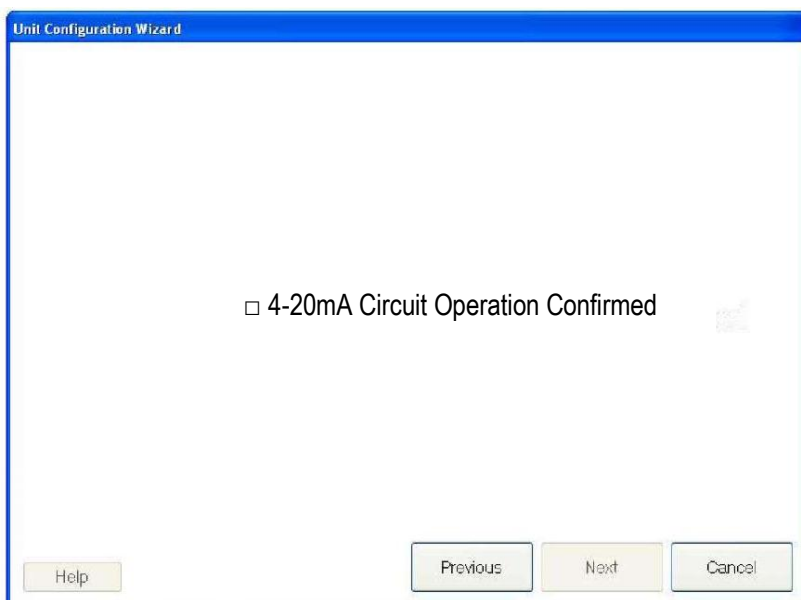 Unit Configuration Wizard
□ 4-20mA Circuit Operation Confirmed
Help
Previous
Next
Cancel